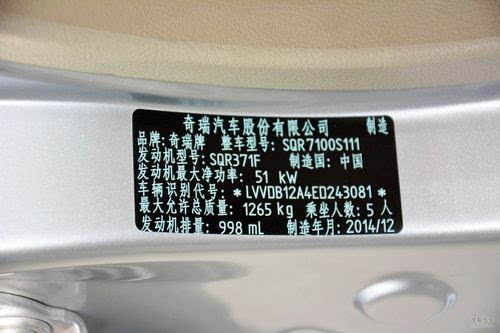 奇瑞汽车股份有限公司 制造
品牌: 奇瑞牌 整车型号: SQR7100S111
发动机型号: SQR371F 制造国: 中国
发动机最大净功率: 51 kW
车辆识别代号: *LVVDB12A4ED243081*
最大允许总质量: 1265 kg 乘坐人数: 5 人
发动机排量: 998 mL 制造年月: 2014/12